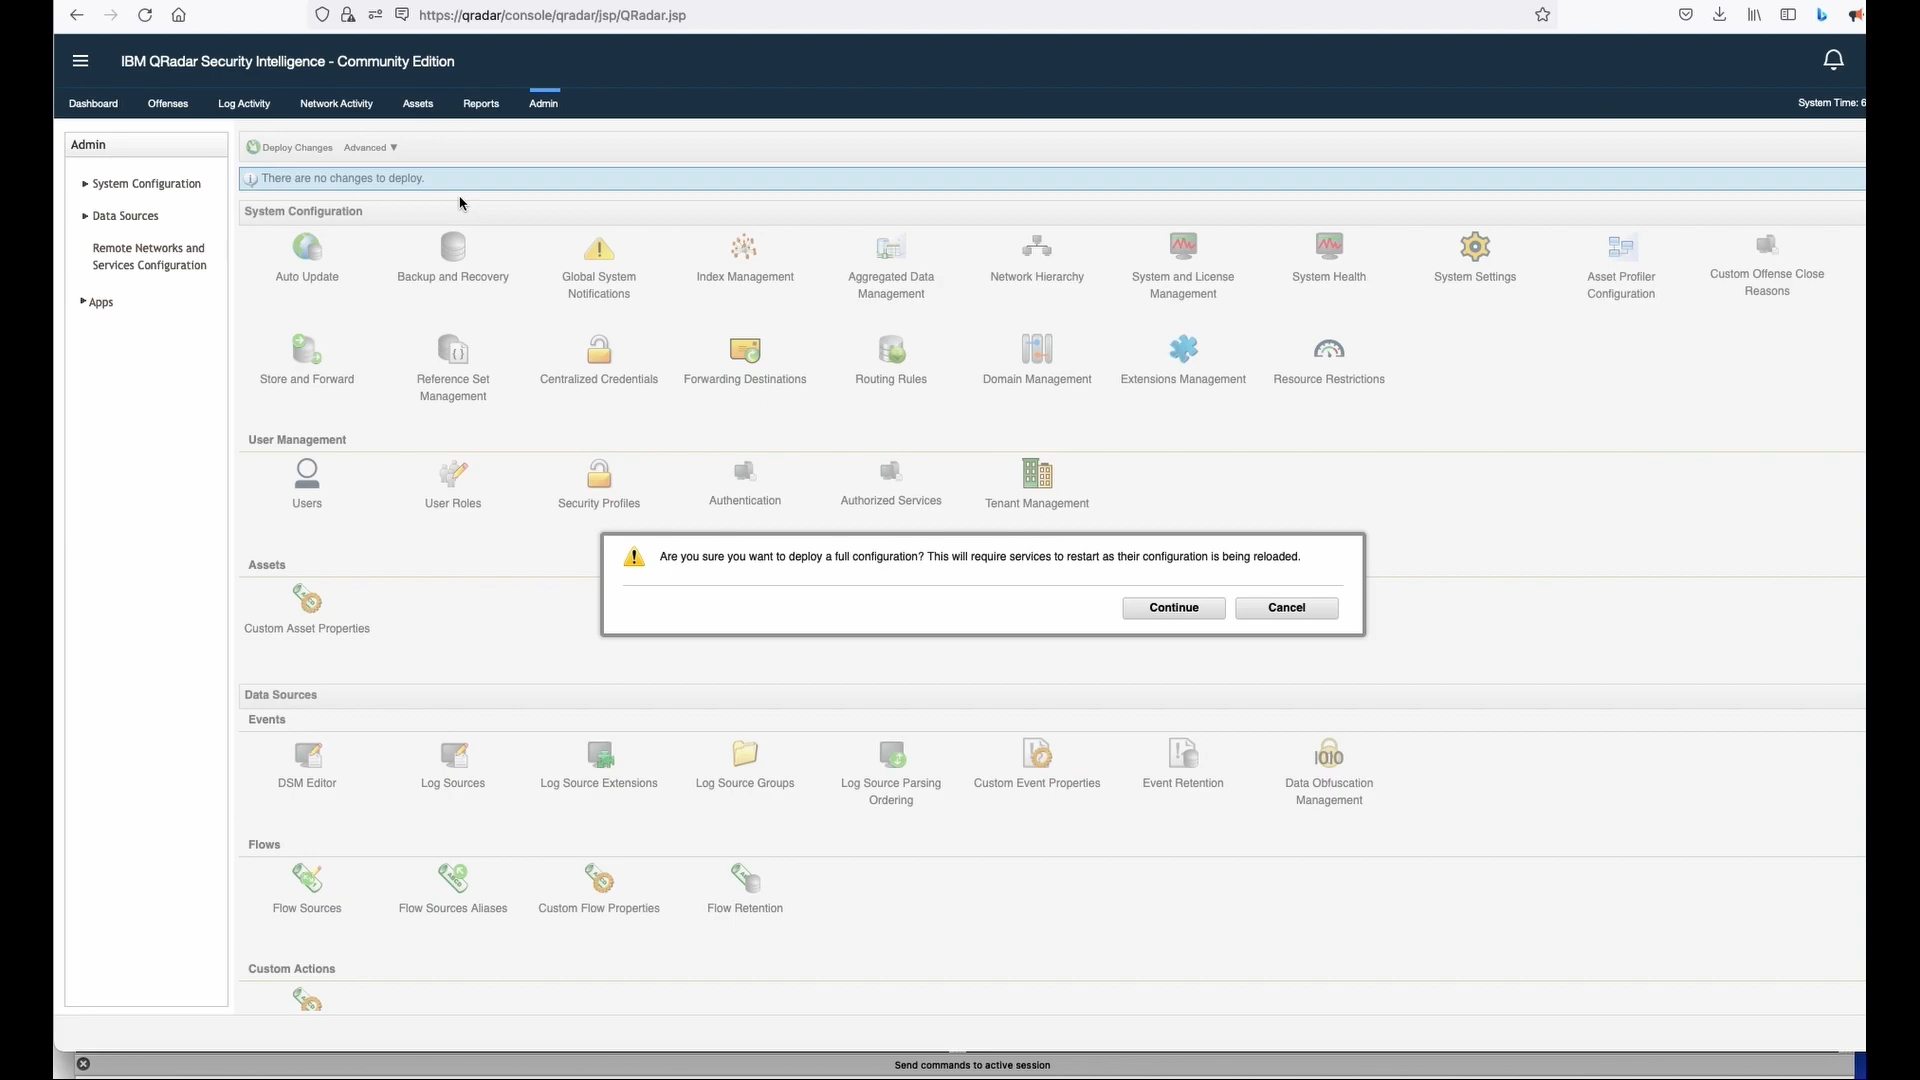 https://qradar/console/qradar/jsp/QRadar.jsp
IBM QRadar Security Intelligence - Community Edition
Dashboard Offenses Log Activity Network Activity Assets Reports Admin System Time: 6
Admin
System Configuration
Data Sources
Remote Networks and
Services Configuration
Apps
Deploy Changes Advanced ▼
There are no changes to deploy.
System Configuration
Auto Update
Backup and Recovery
Global System
Notifications
Index Management
Aggregated Data
Management
Network Hierarchy
System and License
Management
System Health
System Settings
Asset Profiler
Configuration
Custom Offense Close
Reasons
Store and Forward
Reference Set
Management
Centralized Credentials
Forwarding Destinations
Routing Rules
Domain Management
Extensions Management
Resource Restrictions
User Management
Users
User Roles
Security Profiles
Authentication
Authorized Services
Tenant Management
Are you sure you want to deploy a full configuration? This will require services to restart as their configuration is being reloaded.
Continue Cancel
Assets
Custom Asset Properties
Data Sources
Events
DSM Editor
Log Sources
Log Source Extensions
Log Source Groups
Log Source Parsing
Ordering
Custom Event Properties
Event Retention
Data Obfuscation
Management
Flows
Flow Sources
Flow Sources Aliases
Custom Flow Properties
Flow Retention
Custom Actions
Send commands to active session